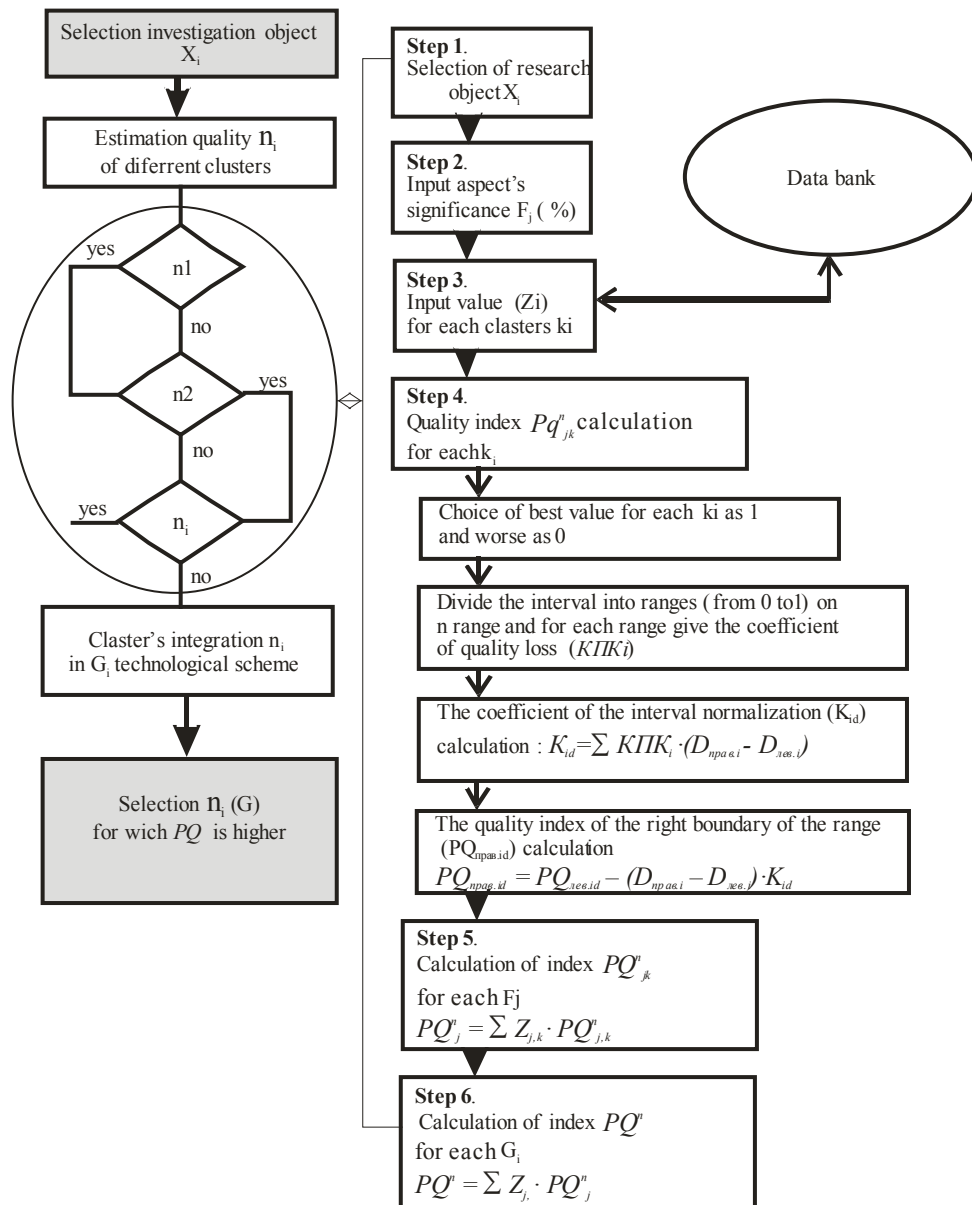 Selection investigation object
X_i
Estimation quality n_i
of diferrent clusters
yes
n1
no
n2
yes
no
yes
n_i
no
Claster's integration n_i
in G_i technological scheme
Selection n_i (G)
for wich PQ is higher
Step 1.
Selection of research
object X_i
Step 2.
Input aspect's
significance F_j ( %)
Step 3.
Input value (Zi)
for each clasters ki
Data bank
Step 4.
Quality index Pq^n_jk calculation
for each k_i
Choice of best value for each ki as 1
and worse as 0
Divide the interval into ranges (from 0 to1) on
n range and for each range give the coefficient
of quality loss (КПКi)
The coefficient of the interval normalization (K_id)
calculation : K_id=∑ КПК_i ·(D_прав.i - D_лев.i)
The quality index of the right boundary of the range
(PQ_прав.id) calculation
PQ_прав.id = PQ_лев.id – (D_прав.i – D_лев.i)·K_id
Step 5.
Calculation of index PQ^n_jk
for each Fj
PQ^n_j = ∑ Z_j,k · PQ^n_j,k
Step 6.
Calculation of index PQ^n
for each G_i
PQ^n = ∑ Z_j, · PQ^n_j